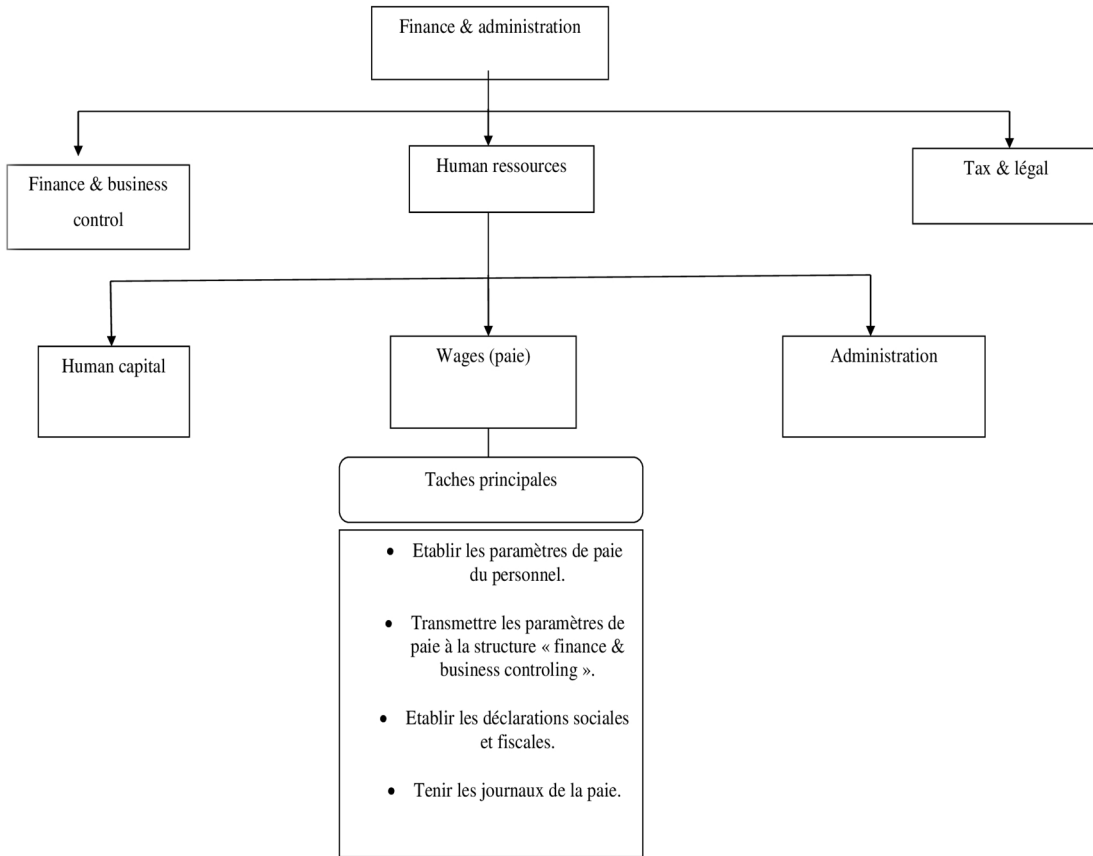 Finance & administration
Finance & business
control
Human ressources
Tax & légal
Human capital
Wages (paie)
Administration
Taches principales
• Etablir les paramètres de paie
du personnel.
• Transmettre les paramètres de
paie à la structure « finance &
business controling ».
• Etablir les déclarations sociales
et fiscales.
• Tenir les journaux de la paie.